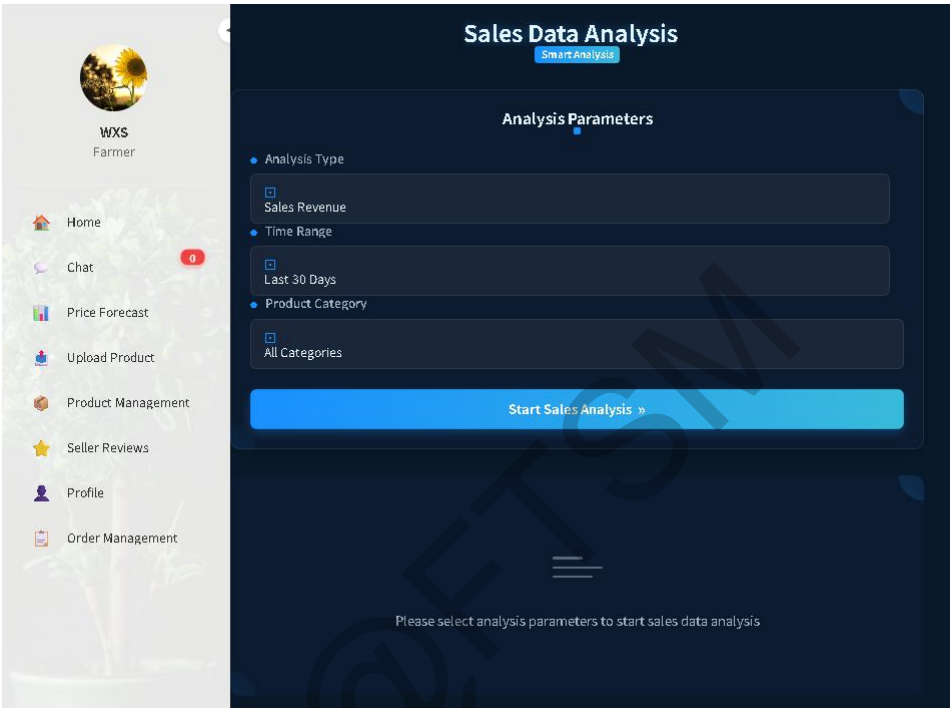 WXS
Farmer
Home
Chat
0
Price Forecast
Upload Product
Product Management
Seller Reviews
Profile
Order Management
Sales Data Analysis
Smart Analysis
Analysis Parameters
Analysis Type
Sales Revenue
Time Range
Last 30 Days
Product Category
All Categories
Start Sales Analysis »
Please select analysis parameters to start sales data analysis
@FTSM